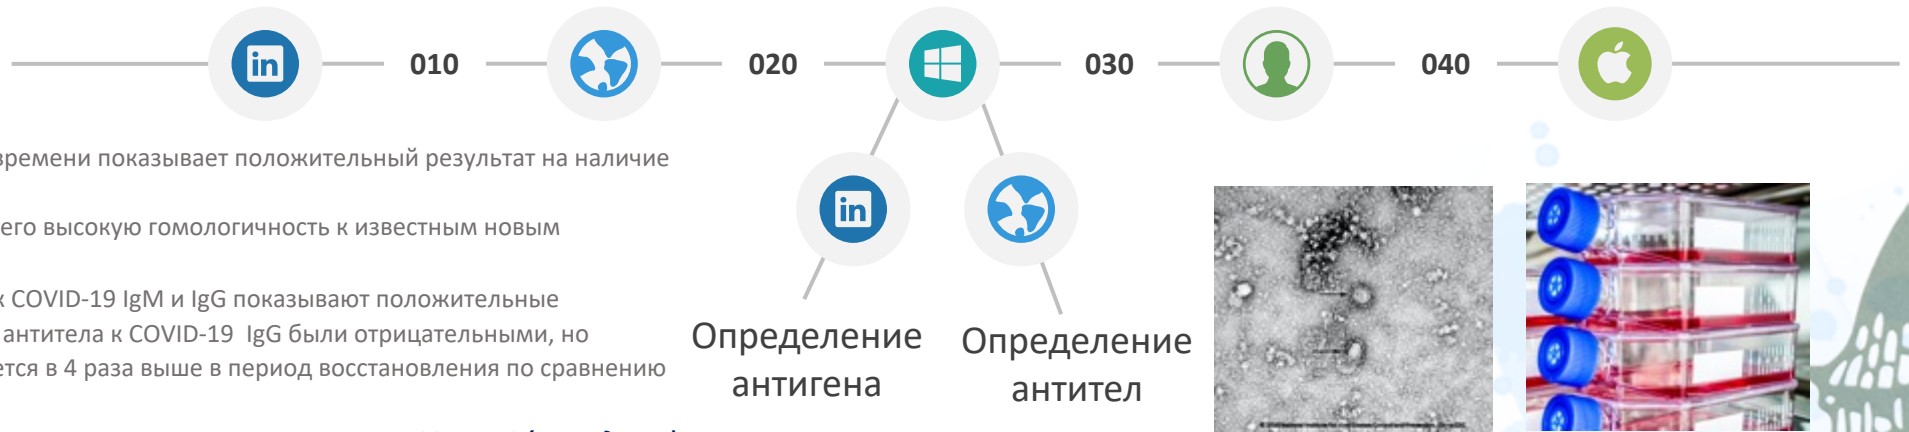 010
020
030
040
времени показывает положительный результат на наличие
его высокую гомологичность к известным новым
к COVID-19 IgM и IgG показывают положительные
антитела к COVID-19 IgG были отрицательными, но
ется в 4 раза выше в период восстановления по сравнению
in
in
Определение
антигена
Определение
антител